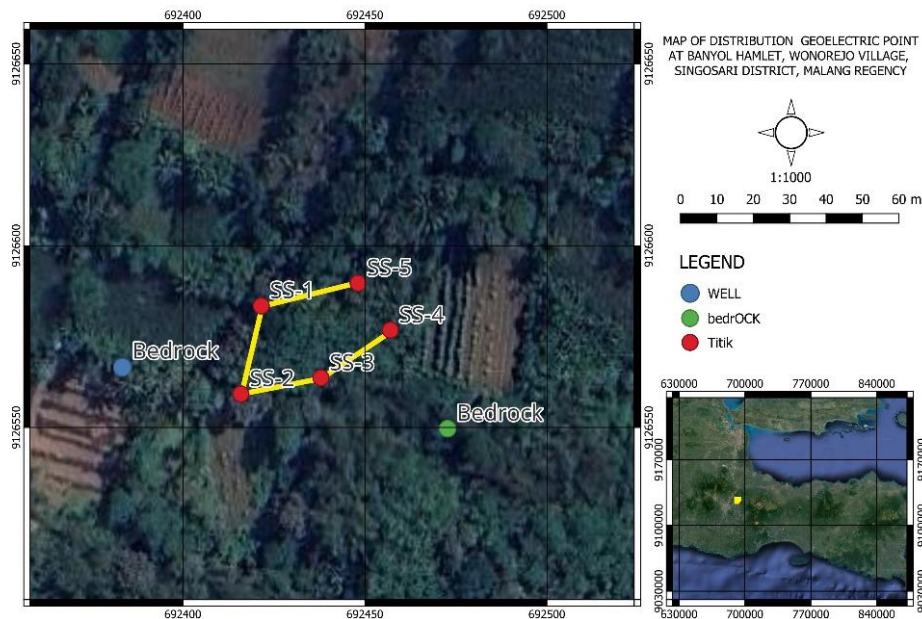 692400 692450 692500
9126650
9126600
9126550
9126650
9126600
9126550
692400 692450 692500
SS-5
SS-1
SS-4
SS-3
SS-2
Bedrock
Bedrock
MAP OF DISTRIBUTION GEOELECTRIC POINT
AT BANYOL HAMLET, WONOREJO VILLAGE,
SINGOSARI DISTRICT, MALANG REGENCY
1:1000
0 10 20 30 40 50 60 m
LEGEND
WELL
bedrOCK
Titik
630000 700000 770000 840000
9170000
9100000
9030000
9170000
9100000
9030000
630000 700000 770000 840000